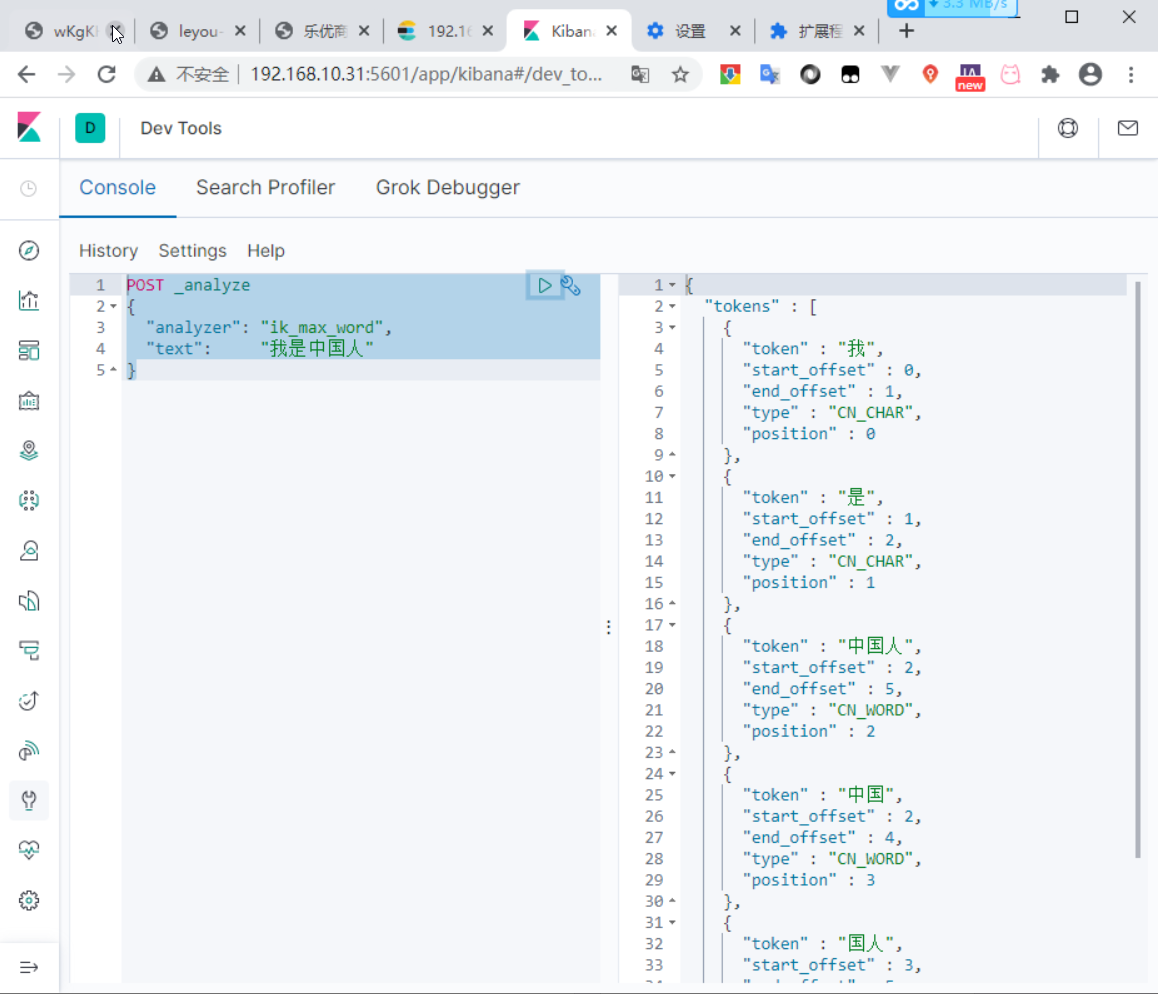 wKgK
leyou-
乐优商
192.16
Kiban
设置
扩展程
3.3 MB/s
不安全 192.168.10.31:5601/app/kibana#/dev_to...
new
D Dev Tools
Console Search Profiler Grok Debugger
History Settings Help
1 POST _analyze
2 {
3 "analyzer": "ik_max_word",
4 "text": "我是中国人"
5 }
1 {
2 "tokens" : [
3 {
4 "token" : "我",
5 "start_offset" : 0,
6 "end_offset" : 1,
7 "type" : "CN_CHAR",
8 "position" : 0
9 },
10 {
11 "token" : "是",
12 "start_offset" : 1,
13 "end_offset" : 2,
14 "type" : "CN_CHAR",
15 "position" : 1
16 },
17 {
18 "token" : "中国人",
19 "start_offset" : 2,
20 "end_offset" : 5,
21 "type" : "CN_WORD",
22 "position" : 2
23 },
24 {
25 "token" : "中国",
26 "start_offset" : 2,
27 "end_offset" : 4,
28 "type" : "CN_WORD",
29 "position" : 3
30 },
31 {
32 "token" : "国人",
33 "start_offset" : 3,